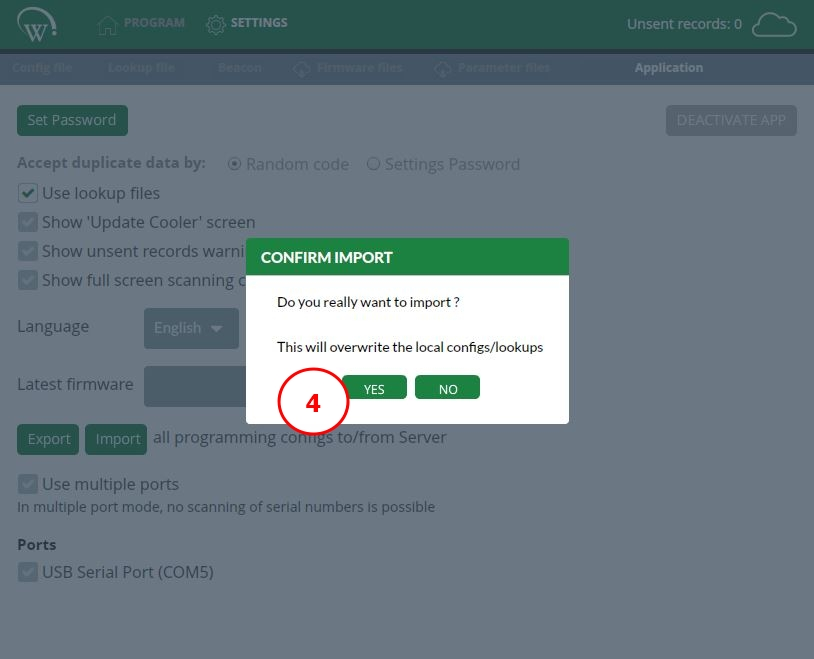 W PROGRAM SETTINGS Unsent records: 0
Config file Lookup file Beacon Firmware files Parameter files Application
Set Password DEACTIVATE APP
Accept duplicate data by: Random code Settings Password
Use lookup files
Show 'Update Cooler' screen
Show unsent records warni
Show full screen scanning c
CONFIRM IMPORT
Do you really want to import ?
This will overwrite the local configs/lookups
4 YES NO
Language English
Latest firmware
Export Import all programming configs to/from Server
Use multiple ports
In multiple port mode, no scanning of serial numbers is possible
Ports
USB Serial Port (COM5)